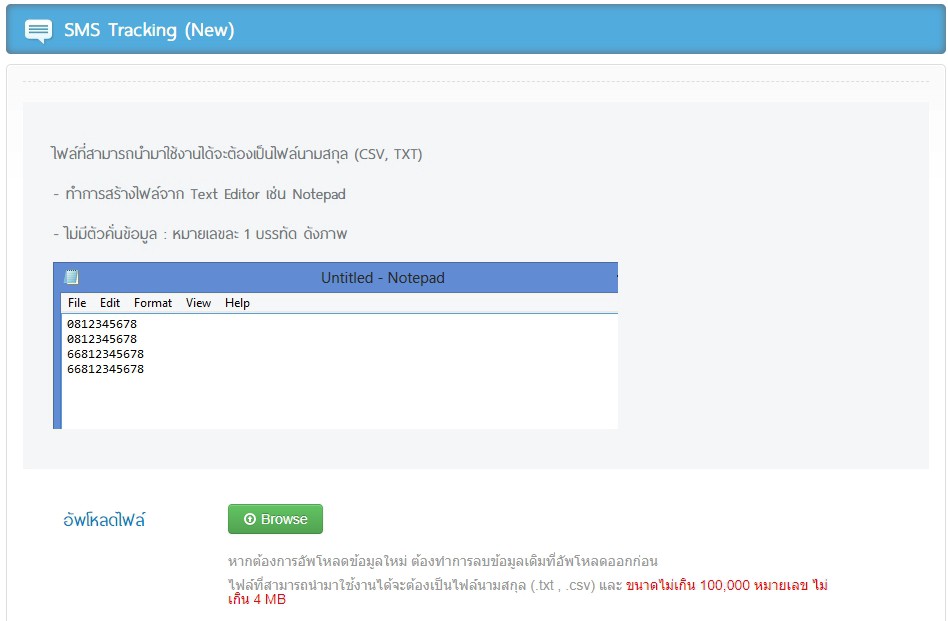 SMS Tracking (New)
ไฟล์ที่สามารถนำมาใช้งานได้จะต้องเป็นไฟล์นามสกุล (CSV, TXT)
- ทำการสร้างไฟล์จาก Text Editor เช่น Notepad
- ไม่มีตัวคั่นข้อมูล : หมายเลขละ 1 บรรทัด ดังภาพ
Untitled - Notepad
File Edit Format View Help
0812345678
0812345678
66812345678
66812345678
อัพโหลดไฟล์ Browse
หากต้องการอัพโหลดข้อมูลใหม่ ต้องทำการลบข้อมูลเดิมที่อัพโหลดออกก่อน
ไฟล์ที่สามารถนำมาใช้งานได้จะต้องเป็นไฟล์นามสกุล (.txt , .csv) และ ขนาดไม่เกิน 100,000 หมายเลข ไม่
เกิน 4 MB